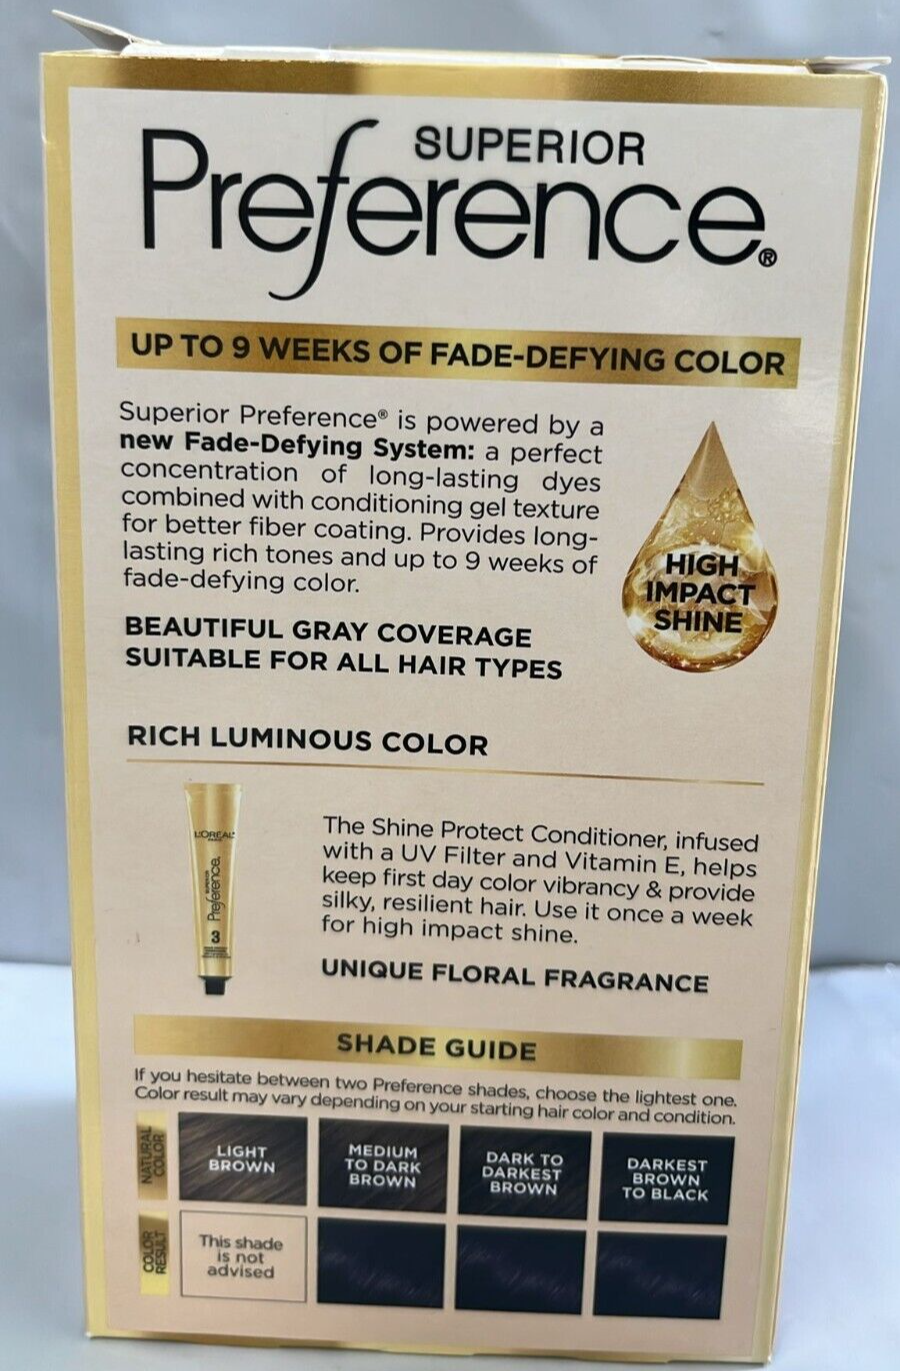 SUPERIOR
Preference®
UP TO 9 WEEKS OF FADE-DEFYING COLOR
Superior Preference® is powered by a
new Fade-Defying System: a perfect
concentration of long-lasting dyes
combined with conditioning gel texture
for better fiber coating. Provides long-
lasting rich tones and up to 9 weeks of
fade-defying color.
HIGH
IMPACT
SHINE
BEAUTIFUL GRAY COVERAGE
SUITABLE FOR ALL HAIR TYPES
RICH LUMINOUS COLOR
L'ORÉAL
PARIS
SUPERIOR
Preference.
3
The Shine Protect Conditioner, infused
with a UV Filter and Vitamin E, helps
keep first day color vibrancy & provide
silky, resilient hair. Use it once a week
for high impact shine.
UNIQUE FLORAL FRAGRANCE
SHADE GUIDE
If you hesitate between two Preference shades, choose the lightest one.
Color result may vary depending on your starting hair color and condition.
NATURAL
COLOR
LIGHT
BROWN
MEDIUM
TO DARK
BROWN
DARK TO
DARKEST
BROWN
DARKEST
BROWN
TO BLACK
COLOR
RESULT
This shade
is not
advised